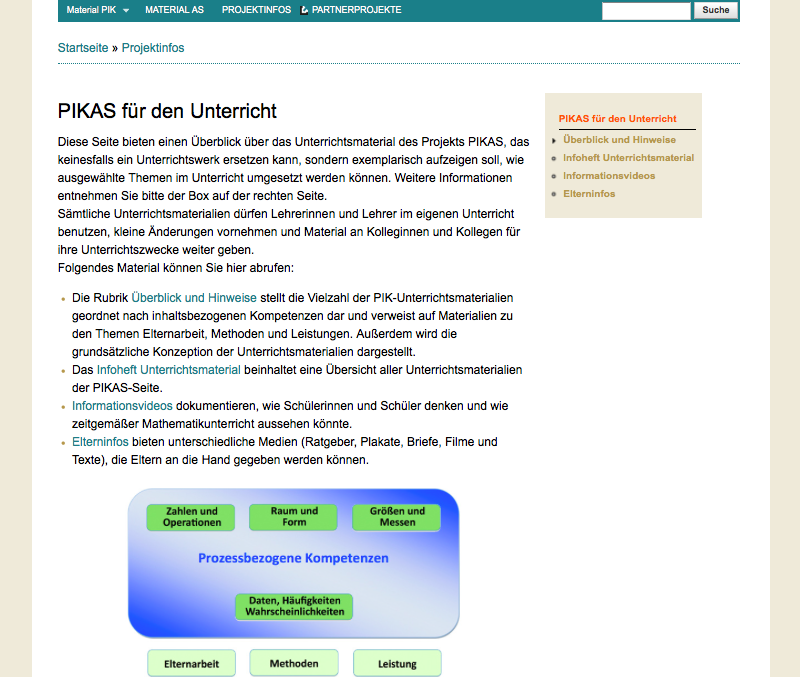 Material PIK MATERIAL AS PROJEKTINFOS PARTNERPROJEKTE Suche
Startseite » Projektinfos
PIKAS für den Unterricht
Diese Seite bieten einen Überblick über das Unterrichtsmaterial des Projekts PIKAS, das
keinesfalls ein Unterrichtswerk ersetzen kann, sondern exemplarisch aufzeigen soll, wie
ausgewählte Themen im Unterricht umgesetzt werden können. Weitere Informationen
entnehmen Sie bitte der Box auf der rechten Seite.
Sämtliche Unterrichtsmaterialien dürfen Lehrerinnen und Lehrer im eigenen Unterricht
benutzen, kleine Änderungen vornehmen und Material an Kolleginnen und Kollegen für
ihre Unterrichtszwecke weiter geben.
Folgendes Material können Sie hier abrufen:
Die Rubrik Überblick und Hinweise stellt die Vielzahl der PIK-Unterrichtsmaterialien
geordnet nach inhaltsbezogenen Kompetenzen dar und verweist auf Materialien zu
den Themen Elternarbeit, Methoden und Leistungen. Außerdem wird die
grundsätzliche Konzeption der Unterrichtsmaterialien dargestellt.
Das Infoheft Unterrichtsmaterial beinhaltet eine Übersicht aller Unterrichtsmaterialien
der PIKAS-Seite.
Informationsvideos dokumentieren, wie Schülerinnen und Schüler denken und wie
zeitgemäßer Mathematikunterricht aussehen könnte.
Elterninfos bieten unterschiedliche Medien (Ratgeber, Plakate, Briefe, Filme und
Texte), die Eltern an die Hand gegeben werden können.
PIKAS für den Unterricht
Überblick und Hinweise
Infoheft Unterrichtsmaterial
Informationsvideos
Elterninfos
Zahlen und
Operationen
Raum und
Form
Größen und
Messen
Prozessbezogene Kompetenzen
Daten, Häufigkeiten
Wahrscheinlichkeiten
Elternarbeit
Methoden
Leistung